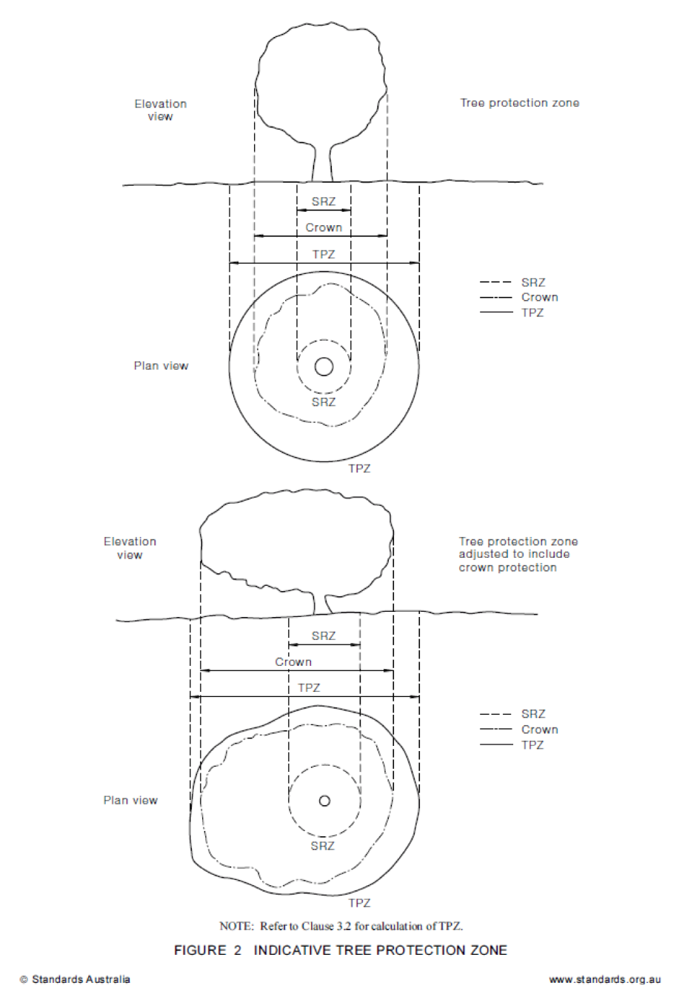 Elevation
view
Tree protection zone
SRZ
Crown
TPZ
SRZ
Crown
TPZ
Plan view
SRZ
TPZ
Elevation
view
Tree protection zone
adjusted to include
crown protection
SRZ
Crown
TPZ
SRZ
Crown
TPZ
Plan view
SRZ
TPZ
NOTE: Refer to Clause 3.2 for calculation of TPZ.
FIGURE 2 INDICATIVE TREE PROTECTION ZONE
© Standards Australia
www.standards.org.au